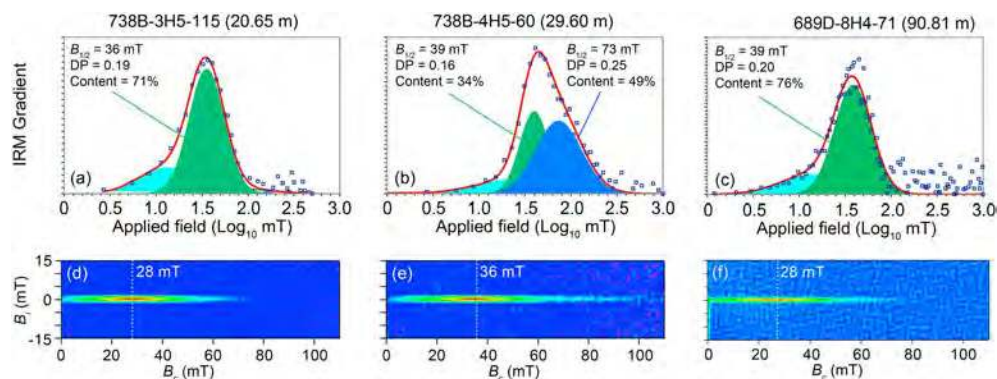 738B-3H5-115 (20.65 m)
738B-4H5-60 (29.60 m)
689D-8H4-71 (90.81 m)
IRM Gradient
B1/2 = 36 mT
DP = 0.19
Content = 71%
(a)
0 0.5 1.0 1.5 2.0 2.5 3.0
Applied field (Log10 mT)
B1/2 = 39 mT
DP = 0.16
Content = 34%
B1/2 = 73 mT
DP = 0.25
Content = 49%
(b)
0 0.5 1.0 1.5 2.0 2.5 3.0
Applied field (Log10 mT)
B1/2 = 39 mT
DP = 0.20
Content = 76%
(c)
0 0.5 1.0 1.5 2.0 2.5 3.0
Applied field (Log10 mT)
Bi (mT)
15
0
-15
(d)
28 mT
0 20 40 60 80 100
Bc (mT)
(e)
36 mT
0 20 40 60 80 100
Bc (mT)
(f)
28 mT
0 20 40 60 80 100
Bc (mT)